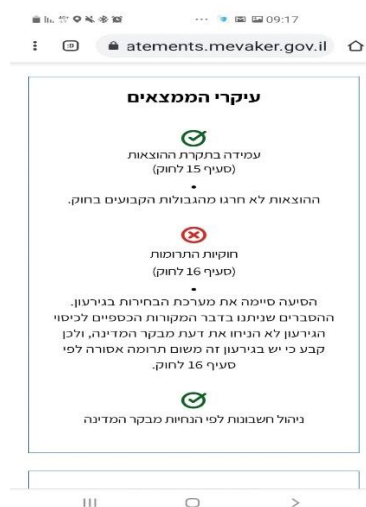 09:17
atements.mevaker.gov.il
עיקרי הממצאים
עמידה בתקרת ההוצאות
(סעיף 15 לחוק)
•
ההוצאות לא חרגו מהגבולות הקבועים בחוק.
חוקיות התרומות
(סעיף 16 לחוק)
•
הסיעה סיימה את מערכת הבחירות בגירעון.
ההסברים שניתנו בדבר המקורות הכספיים לכיסוי
הגירעון לא הניחו את דעת מבקר המדינה, ולכן
קבע כי יש בגירעון זה משום תרומה אסורה לפי
סעיף 16 לחוק.
ניהול חשבונות לפי הנחיות מבקר המדינה